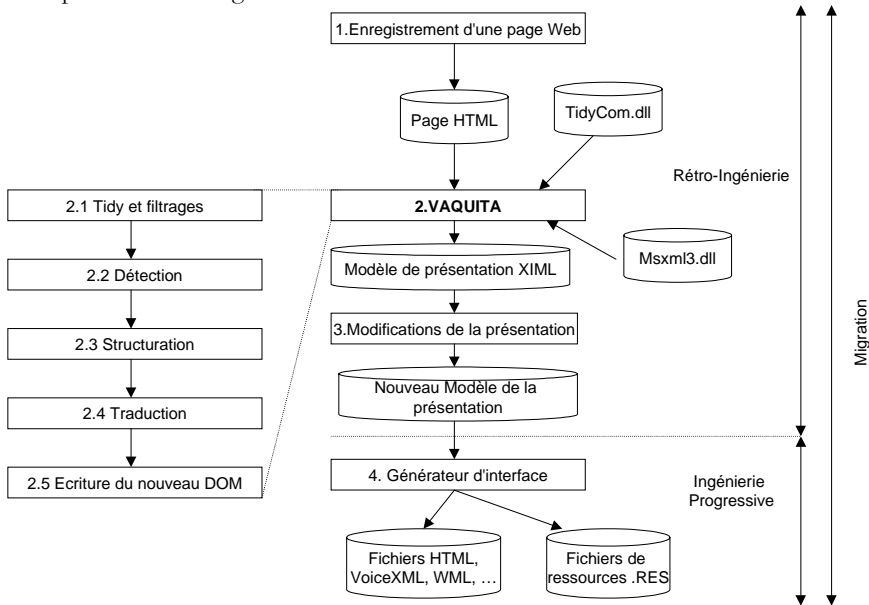 1.Enregistrement d'une page Web
Page HTML
TidyCom.dll
Rétro-Ingénierie
2.1 Tidy et filtrages
2.VAQUITA
2.2 Détection
Modèle de présentation XIML
Msxml3.dll
2.3 Structuration
3.Modifications de la présentation
Migration
2.4 Traduction
Nouveau Modèle de la
présentation
2.5 Ecriture du nouveau DOM
4. Générateur d'interface
Ingénierie
Progressive
Fichiers HTML,
VoiceXML, WML, ...
Fichiers de
ressources .RES